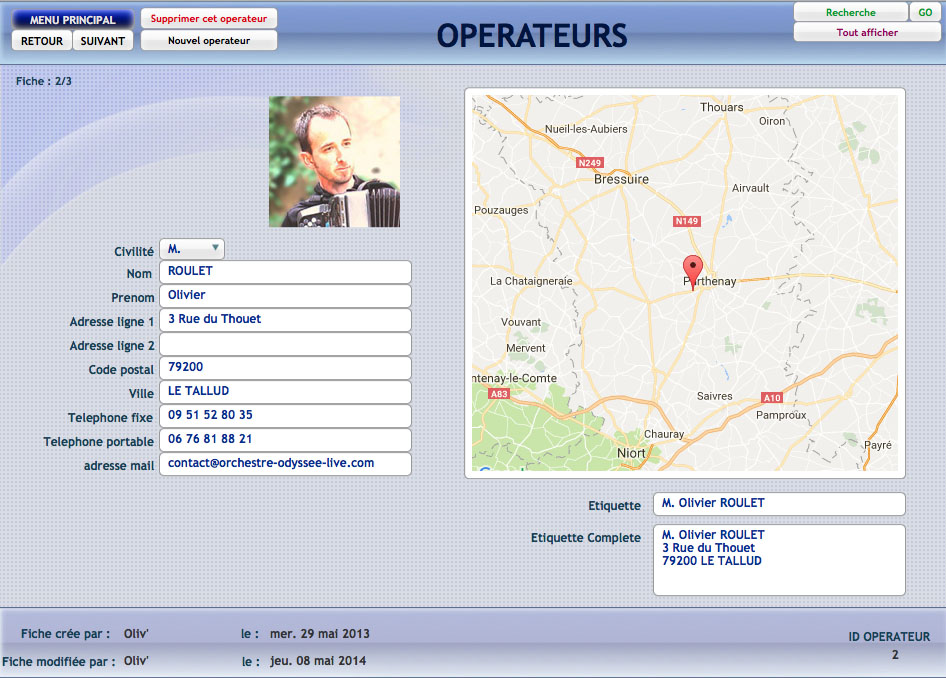 MENU PRINCIPAL
Supprimer cet operateur
RETOUR
SUIVANT
Nouvel operateur
OPERATEURS
Recherche
GO
Tout afficher
Fiche : 2/3
Civilité M.
Nom ROULET
Prenom Olivier
Adresse ligne 1 3 Rue du Thouet
Adresse ligne 2
Code postal 79200
Ville LE TALLUD
Telephone fixe 09 51 52 80 35
Telephone portable 06 76 81 88 21
adresse mail contact@orchestre-odyssee-live.com
Thouars
Oiron
Nueil-les-Aubiers
N249
Bressuire
Airvault
Pouzauges
N149
La Chataigneraie
Parthenay
Vouvant
Mervent
ntenay-le-Comte
A83
Saivres
A10
Pamproux
Chauray
Payré
Niort
Etiquette M. Olivier ROULET
Etiquette Complete M. Olivier ROULET
3 Rue du Thouet
79200 LE TALLUD
Fiche crée par : Oliv' le : mer. 29 mai 2013
Fiche modifiée par : Oliv' le : jeu. 08 mai 2014
ID OPERATEUR
2